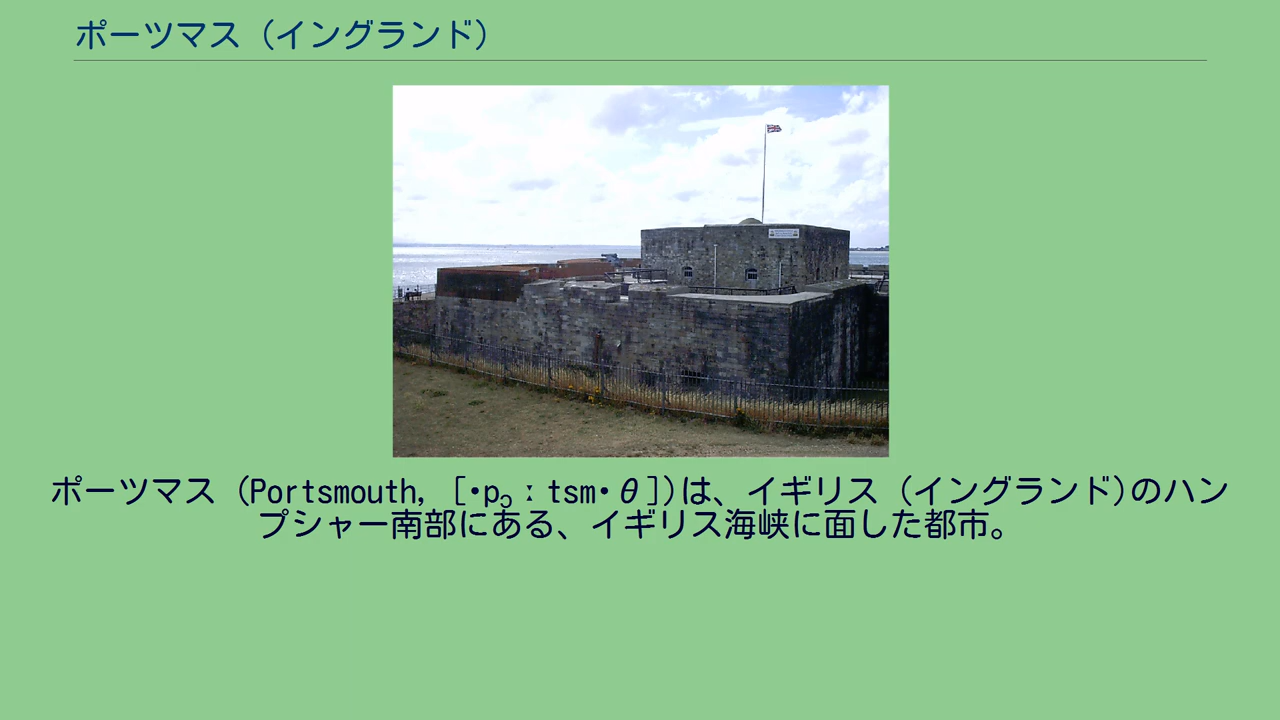 ポーツマス（イングランド）
ポーツマス（Portsmouth, [•pɔːtsm•θ])は、イギリス（イングランド)のハン
プシャー南部にある、イギリス海峡に面した都市。